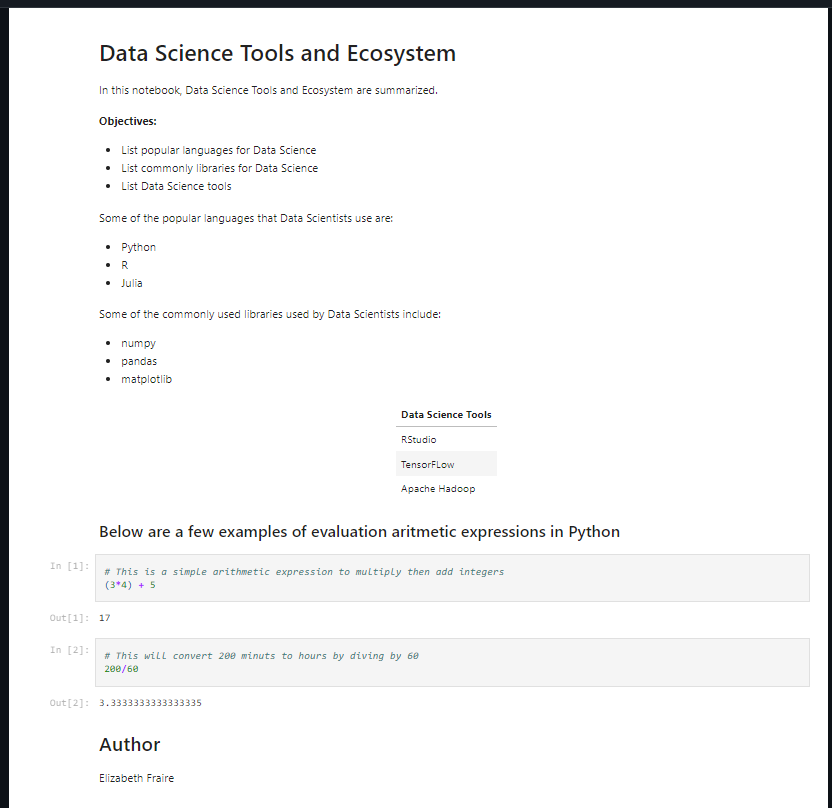 Data Science Tools and Ecosystem
In this notebook, Data Science Tools and Ecosystem are summarized.
Objectives:
• List popular languages for Data Science
• List commonly libraries for Data Science
• List Data Science tools
Some of the popular languages that Data Scientists use are:
• Python
• R
• Julia
Some of the commonly used libraries used by Data Scientists include:
• numpy
• pandas
• matplotlib
Data Science Tools
RStudio
TensorFLow
Apache Hadoop
Below are a few examples of evaluation aritmetic expressions in Python
In [1]: # This is a simple arithmetic expression to multiply then add integers
(3*4) + 5
Out[1]: 17
In [2]: # This will convert 200 minuts to hours by diving by 60
200/60
Out[2]: 3.3333333333333335
Author
Elizabeth Fraire